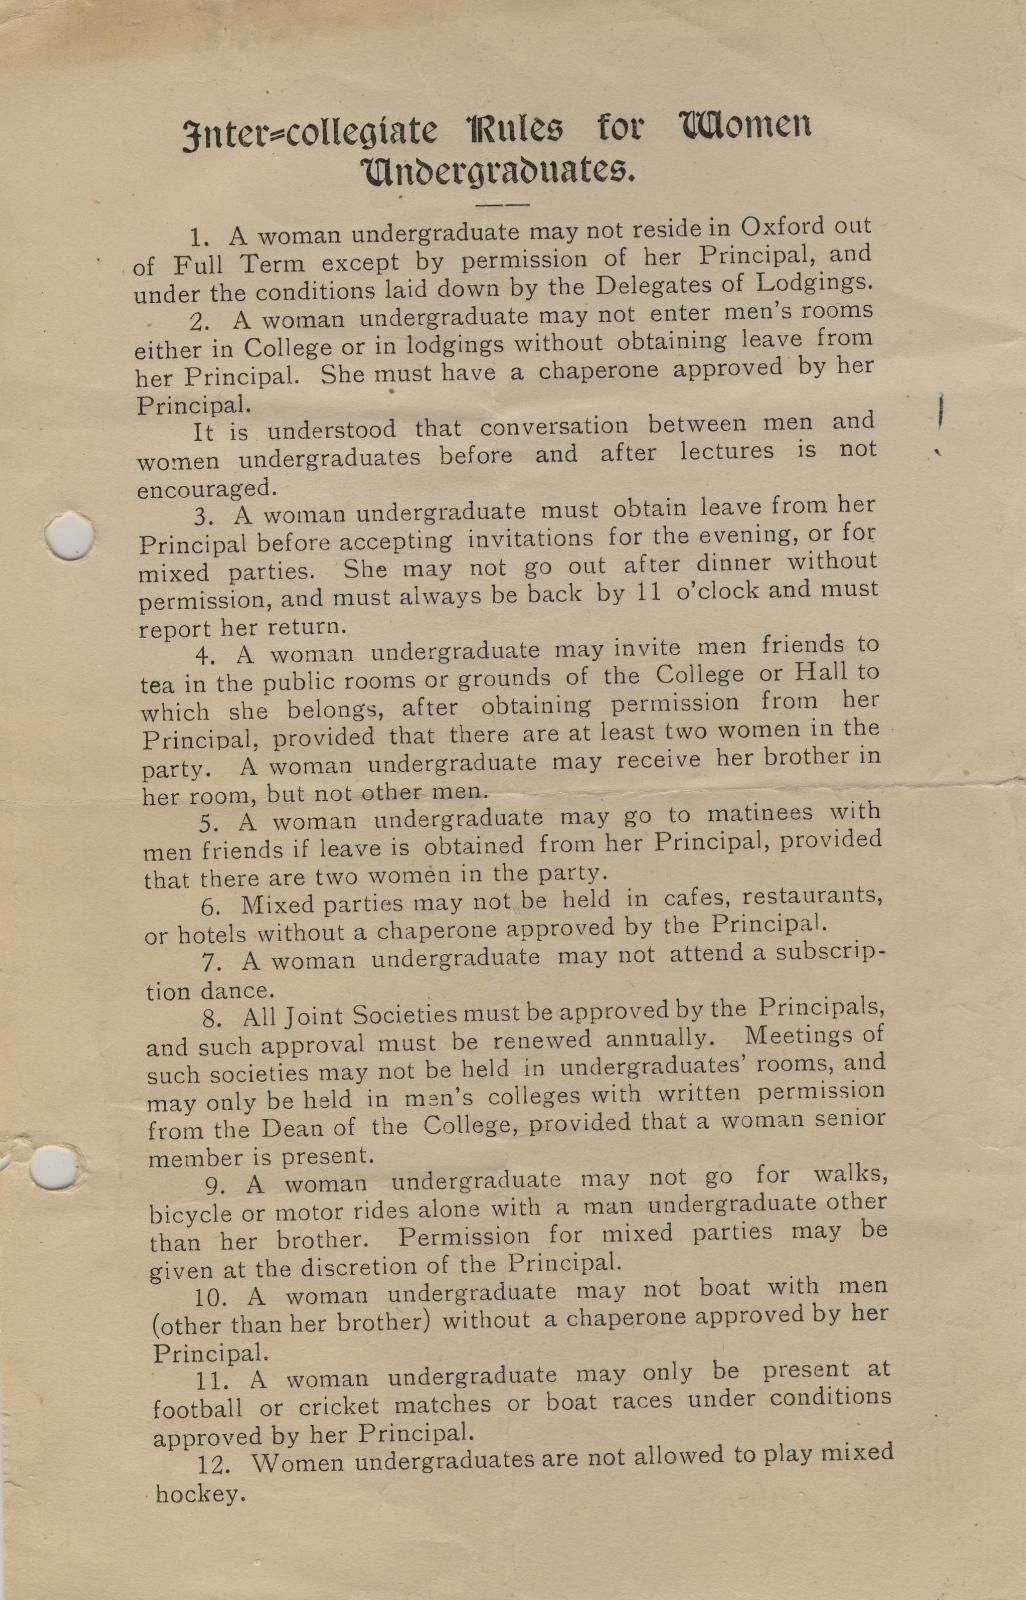 Inter-collegiate Rules for Women
Undergraduates.
1. A woman undergraduate may not reside in Oxford out
of Full Term except by permission of her Principal, and
under the conditions laid down by the Delegates of Lodgings.
2. A woman undergraduate may not enter men's rooms
either in College or in lodgings without obtaining leave from
her Principal. She must have a chaperone approved by her
Principal.
It is understood that conversation between men and
women undergraduates before and after lectures is not
encouraged.
!
3. A woman undergraduate must obtain leave from her
Principal before accepting invitations for the evening, or for
mixed parties. She may not go out after dinner without
permission, and must always be back by 11 o'clock and must
report her return.
4. A woman undergraduate may invite men friends to
tea in the public rooms or grounds of the College or Hall to
which she belongs, after obtaining permission from her
Principal, provided that there are at least two women in the
party. A woman undergraduate may receive her brother in
her room, but not other men.
5. A woman undergraduate may go to matinees with
men friends if leave is obtained from her Principal, provided
that there are two women in the party.
6. Mixed parties may not be held in cafes, restaurants,
or hotels without a chaperone approved by the Principal.
7. A woman undergraduate may not attend a subscrip-
tion dance.
8. All Joint Societies must be approved by the Principals,
and such approval must be renewed annually. Meetings of
such societies may not be held in undergraduates' rooms, and
may only be held in men's colleges with written permission
from the Dean of the College, provided that a woman senior
member is present.
9. A woman undergraduate may not go for walks,
bicycle or motor rides alone with a man undergraduate other
than her brother. Permission for mixed parties may be
given at the discretion of the Principal.
10. A woman undergraduate may not boat with men
(other than her brother) without a chaperone approved by her
Principal.
11. A woman undergraduate may only be present at
football or cricket matches or boat races under conditions
approved by her Principal.
12. Women undergraduates are not allowed to play mixed
hockey.